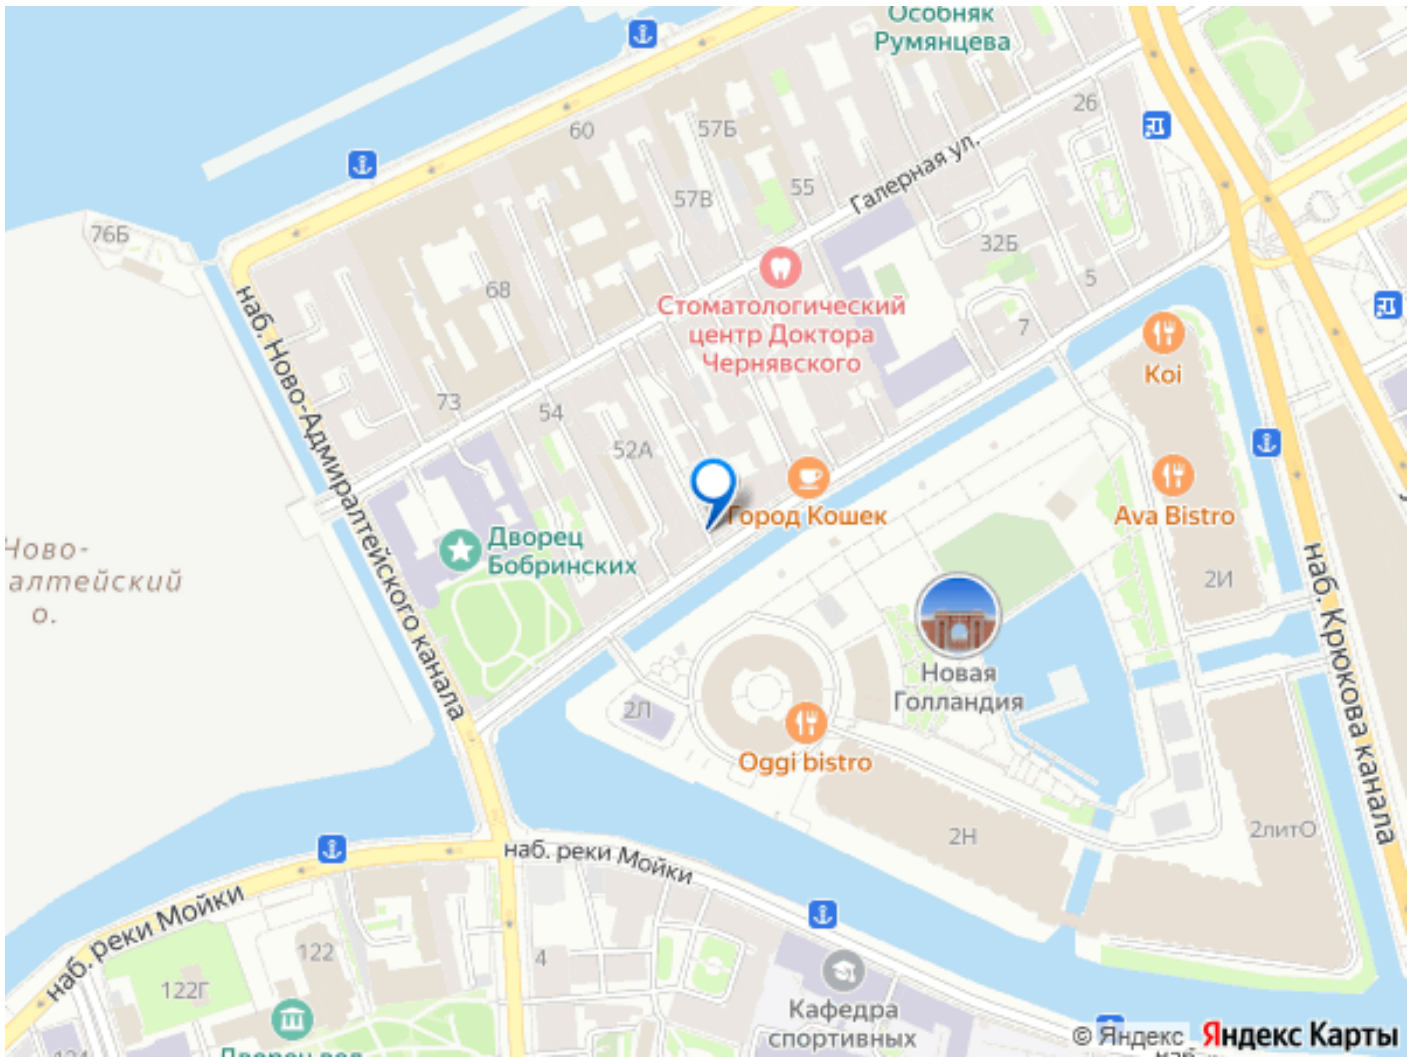 Особняк
Румянцева
26
60
57Б
57В
55
Галерная ул.
76Б
32Б
68
5
Стоматологический
центр Доктора
Чернявского
7
Koi
наб. Ново-Адмиралтейского канала
73
54
52А
Город Кошек
Ava Bistro
Дворец
Бобринских
Ново-
алтейский
о.
2И
наб. Крюкова канала
Новая
Голландия
2Л
Oggi bistro
2Н
2литО
наб. реки Мойки
наб. реки Мойки
122
4
122Г
Кафедра
спортивных
© Яндекс
Яндекс Карты